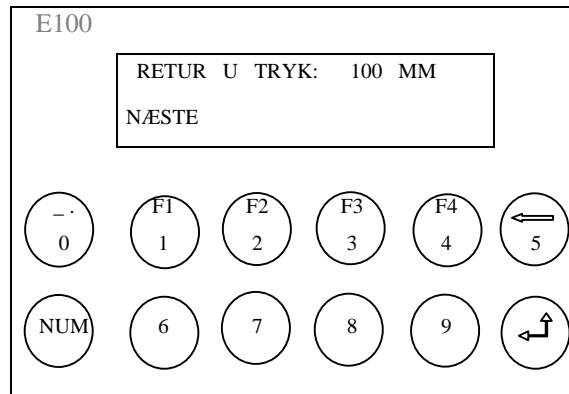 E100
RETUR U TRYK: 100 MM
NÆSTE
_ . F1 F2 F3 F4
0 1 2 3 4 5
NUM 6 7 8 9